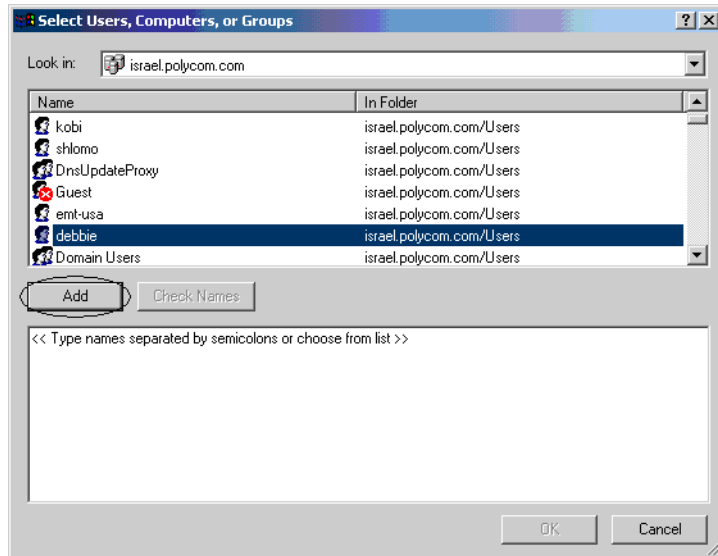 Select Users, Computers, or Groups
Look in: israel.polycom.com
Name In Folder
kobi israel.polycom.com/Users
shlomo israel.polycom.com/Users
DnsUpdateProxy israel.polycom.com/Users
Guest israel.polycom.com/Users
emt-usa israel.polycom.com/Users
debbie israel.polycom.com/Users
Domain Users israel.polycom.com/Users
Add Check Names
<< Type names separated by semicolons or choose from list >>
OK Cancel